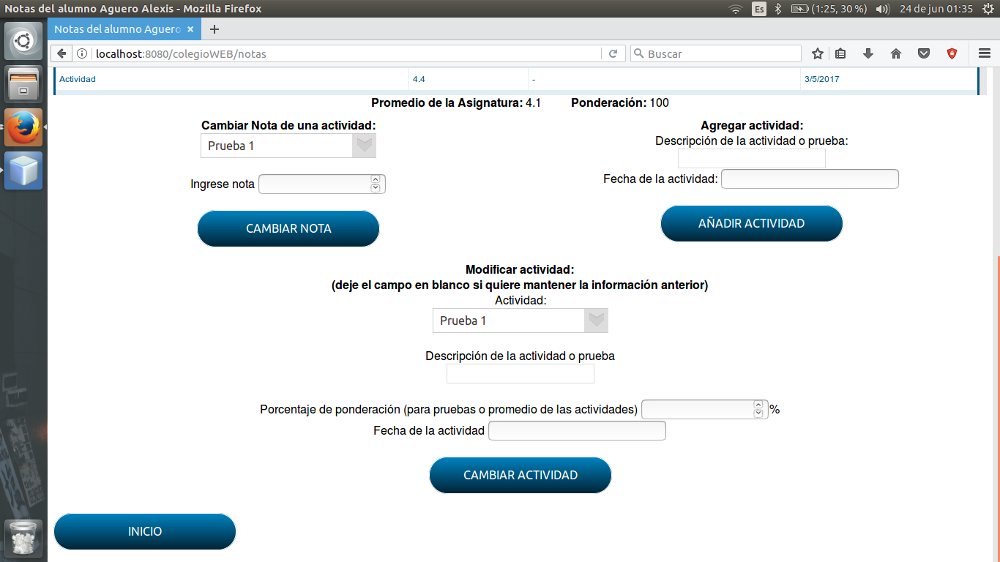 Notas del alumno Aguero Alexis - Mozilla Firefox
Es
(1:25, 30 %)
24 de jun 01:35
Notas del alumno Aguero
localhost:8080/colegioWEB/notas
Buscar
Actividad 4.4 - 3/5/2017
Promedio de la Asignatura: 4.1 Ponderación: 100
Cambiar Nota de una actividad:
Prueba 1
Ingrese nota
CAMBIAR NOTA
Agregar actividad:
Descripción de la actividad o prueba:
Fecha de la actividad:
AÑADIR ACTIVIDAD
Modificar actividad:
(deje el campo en blanco si quiere mantener la información anterior)
Actividad:
Prueba 1
Descripción de la actividad o prueba
Porcentaje de ponderación (para pruebas o promedio de las actividades) %
Fecha de la actividad
CAMBIAR ACTIVIDAD
INICIO